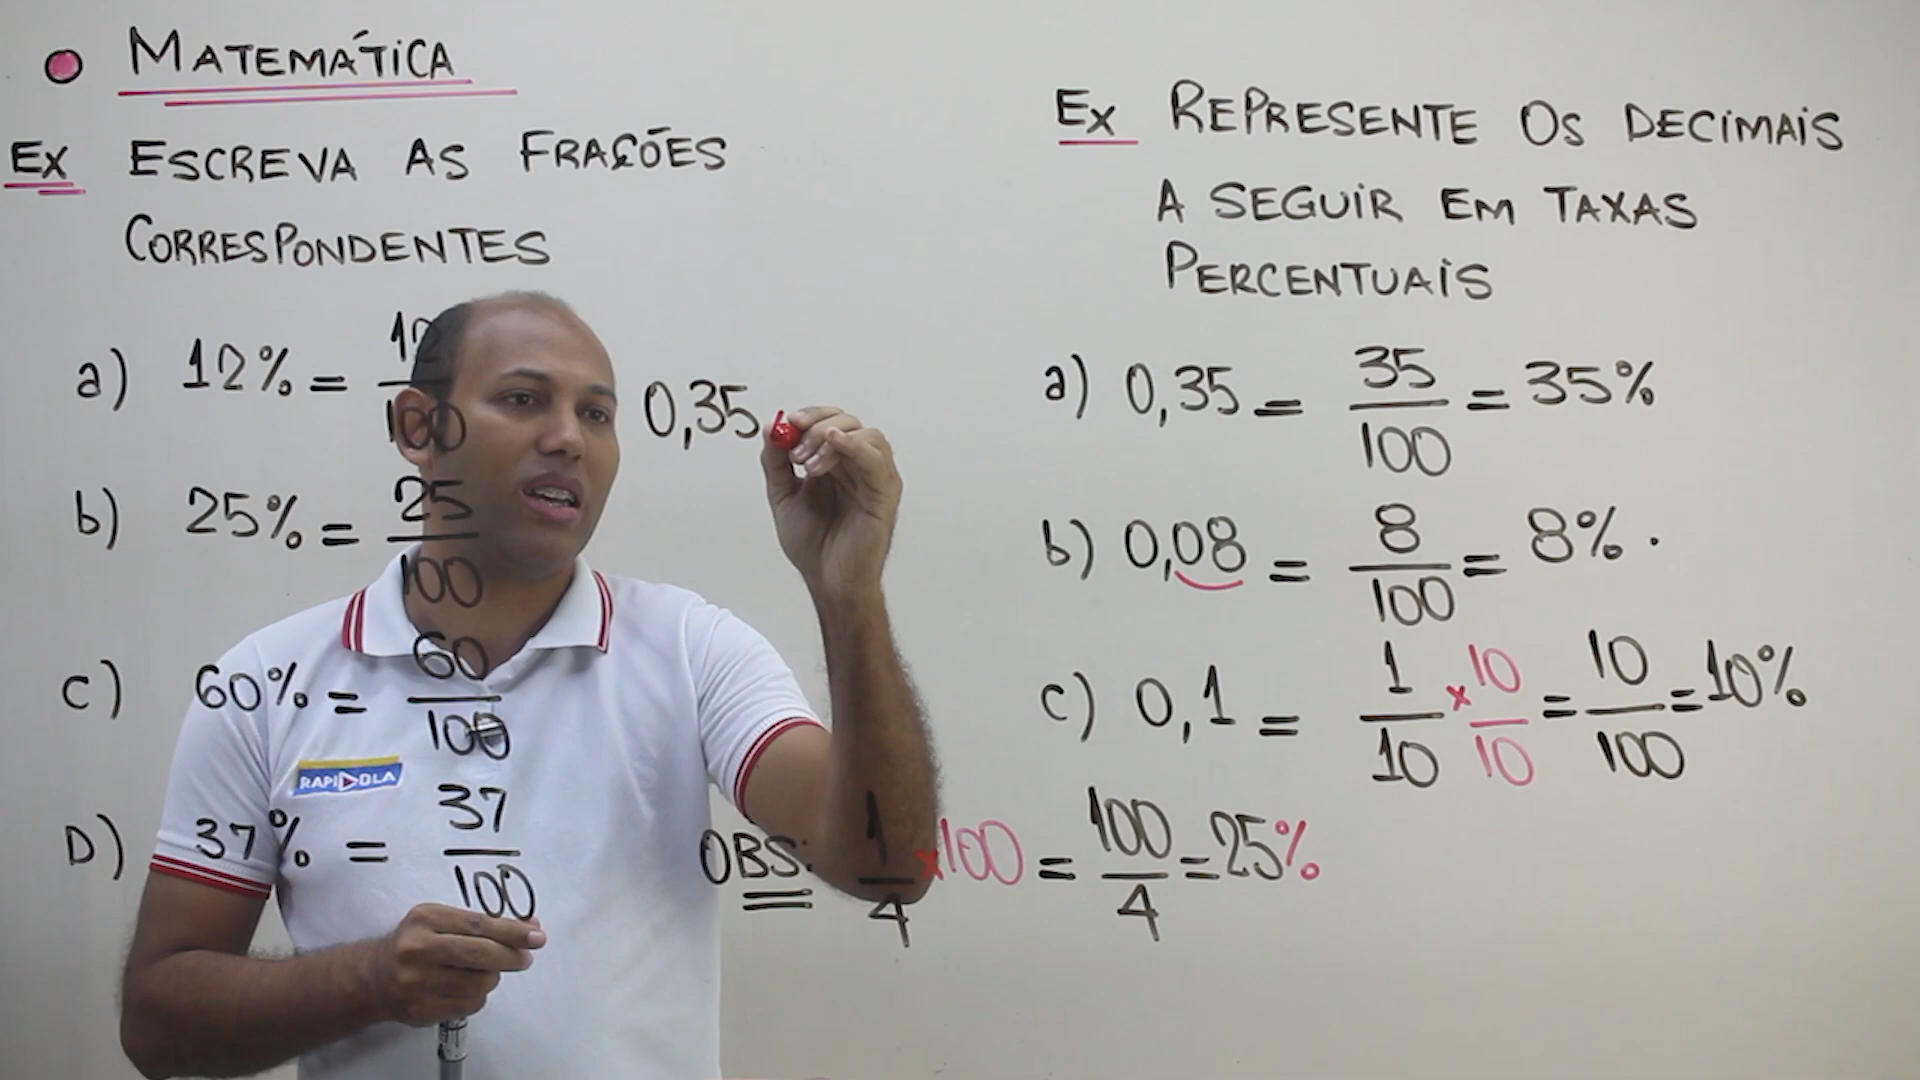 MATEMÁTICA
Ex ESCREVA AS FRAÇÕES
CORRESPONDENTES
a) 12% = 12/100
b) 25% = 25/100
c) 60% = 60/100
D) 37% = 37/100
0,35
RAPIDOLA
Ex REPRESENTE OS DECIMAIS
A SEGUIR EM TAXAS
PERCENTUAIS
a) 0,35 = 35/100 = 35%
b) 0,08 = 8/100 = 8%.
c) 0,1 = 1/10 x 10/10 = 10/100 = 10%
OBS: 1/4 x100 = 100/4 = 25%